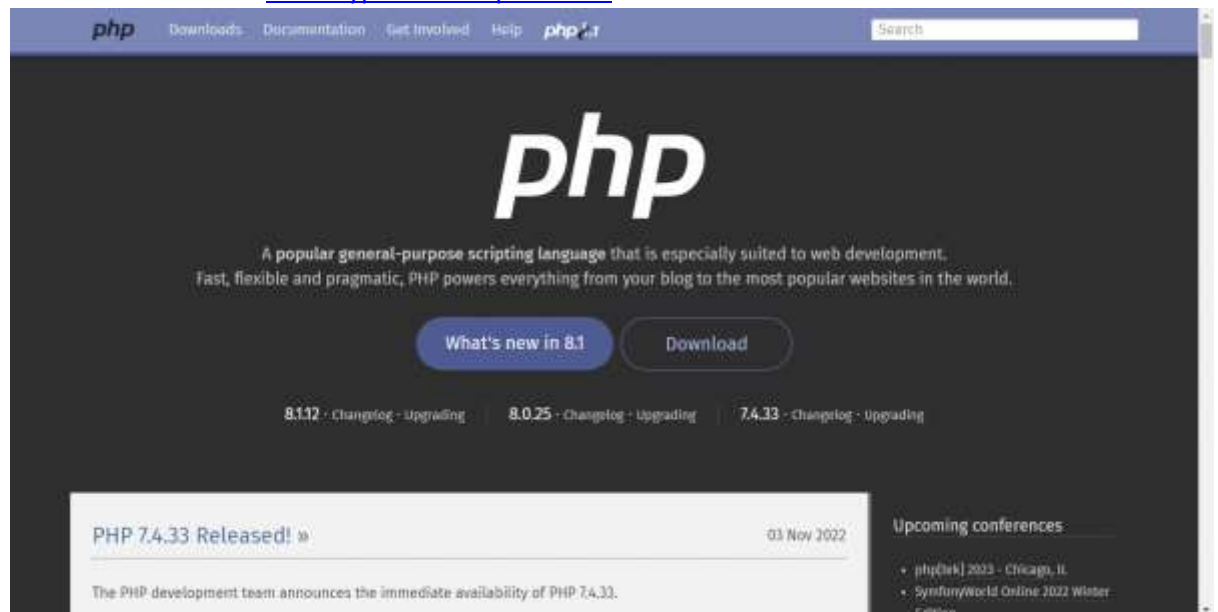 php Downloads Documentation Get Involved Help php8.1 Search
php
A popular general-purpose scripting language that is especially suited to web development.
Fast, flexible and pragmatic, PHP powers everything from your blog to the most popular websites in the world.
What's new in 8.1 Download
8.1.12 · Changelog · Upgrading 8.0.25 · Changelog · Upgrading 7.4.33 · Changelog · Upgrading
PHP 7.4.33 Released! » 03 Nov 2022
The PHP development team announces the immediate availability of PHP 7.4.33.
Upcoming conferences
php[tek] 2023 - Chicago, IL
SymfonyWorld Online 2022 Winter
Edition